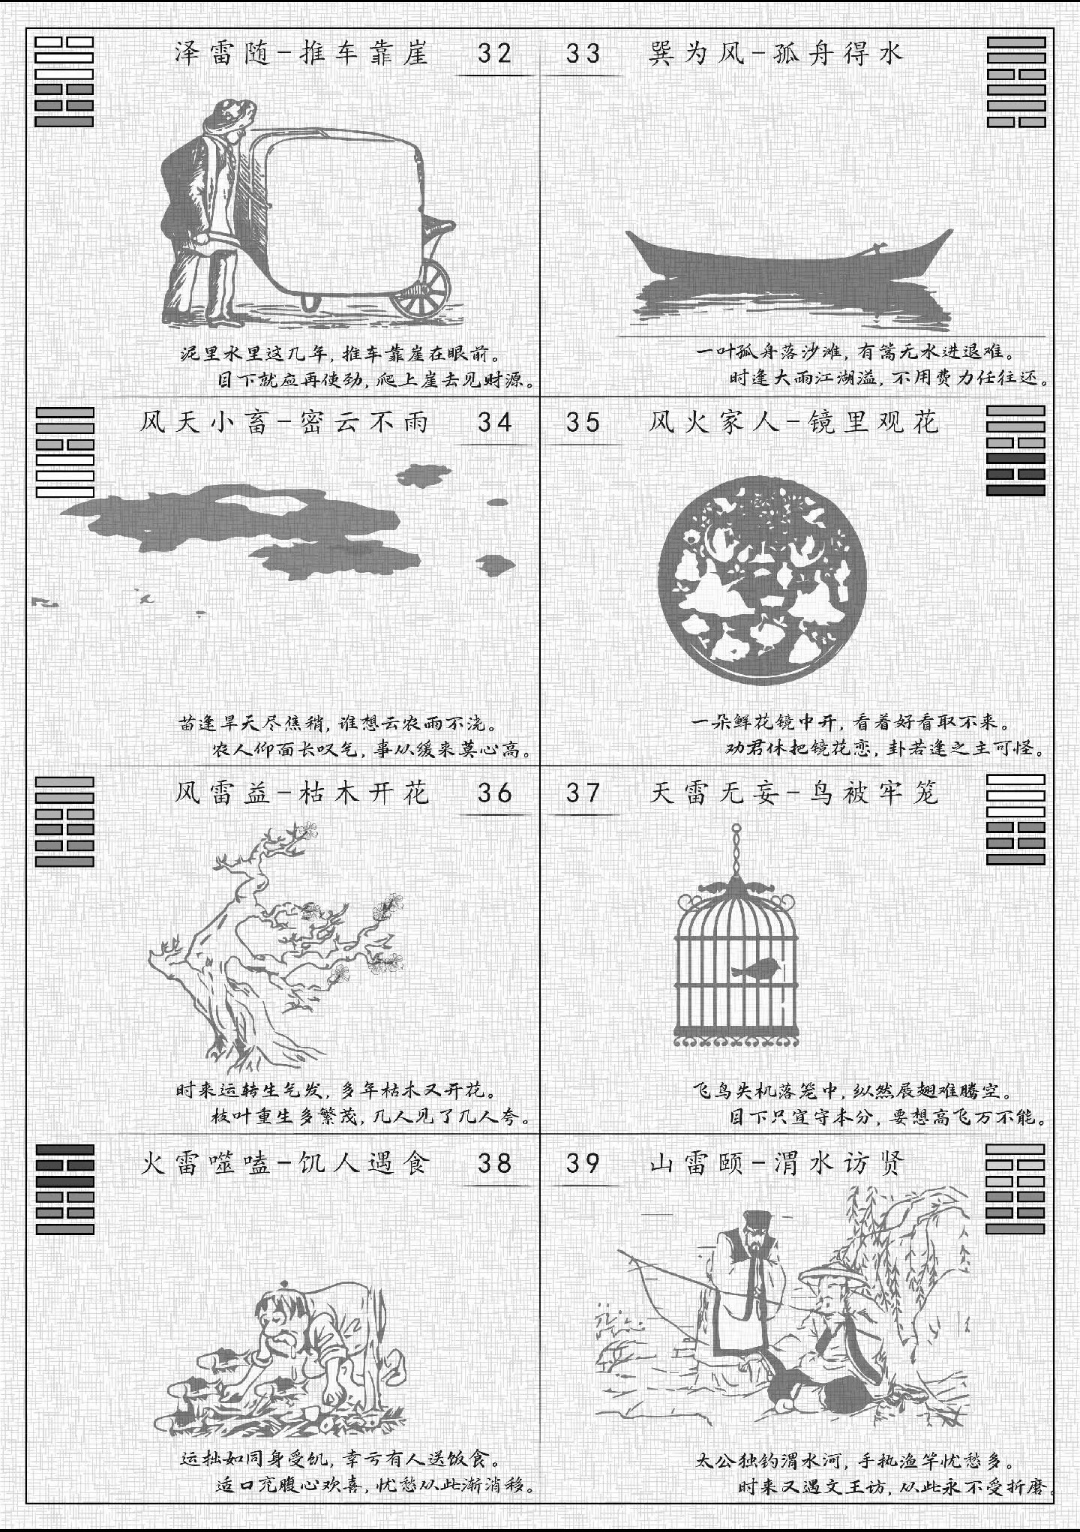 泽雷随-推车靠崖 32
泥里水里这几年，推车靠崖在眼前。
目下就应再使劲，爬上崖去见财源。
33 巽为风-孤舟得水
一叶孤舟落沙滩，有篙无水进退难。
时逢大雨江湖溢，不用费力任往还。
风天小畜-密云不雨 34
苗逢旱天尽焦稍，谁想云浓雨不浇。
农人仰面长叹气，事从缓来莫心高。
35 风火家人-镜里观花
一朵鲜花镜中开，看着好看取不来。
劝君休把镜花恋，卦若逢之主可怪。
风雷益-枯木开花 36
时来运转生气发，多年枯木又开花。
枝叶重生多繁茂，几人见了几人夸。
37 天雷无妄-鸟被牢笼
飞鸟失机落笼中，纵然展翅难腾空。
目下只宜守本分，要想高飞万不能。
火雷噬嗑-饥人遇食 38
运拙如同身受饥，幸亏有人送饭食。
适口充腹心欢喜，忧愁从此渐消移。
39 山雷颐-渭水访贤
太公独钓渭水河，手执渔竿忧愁多。
时来又遇文王访，从此永不受折磨。